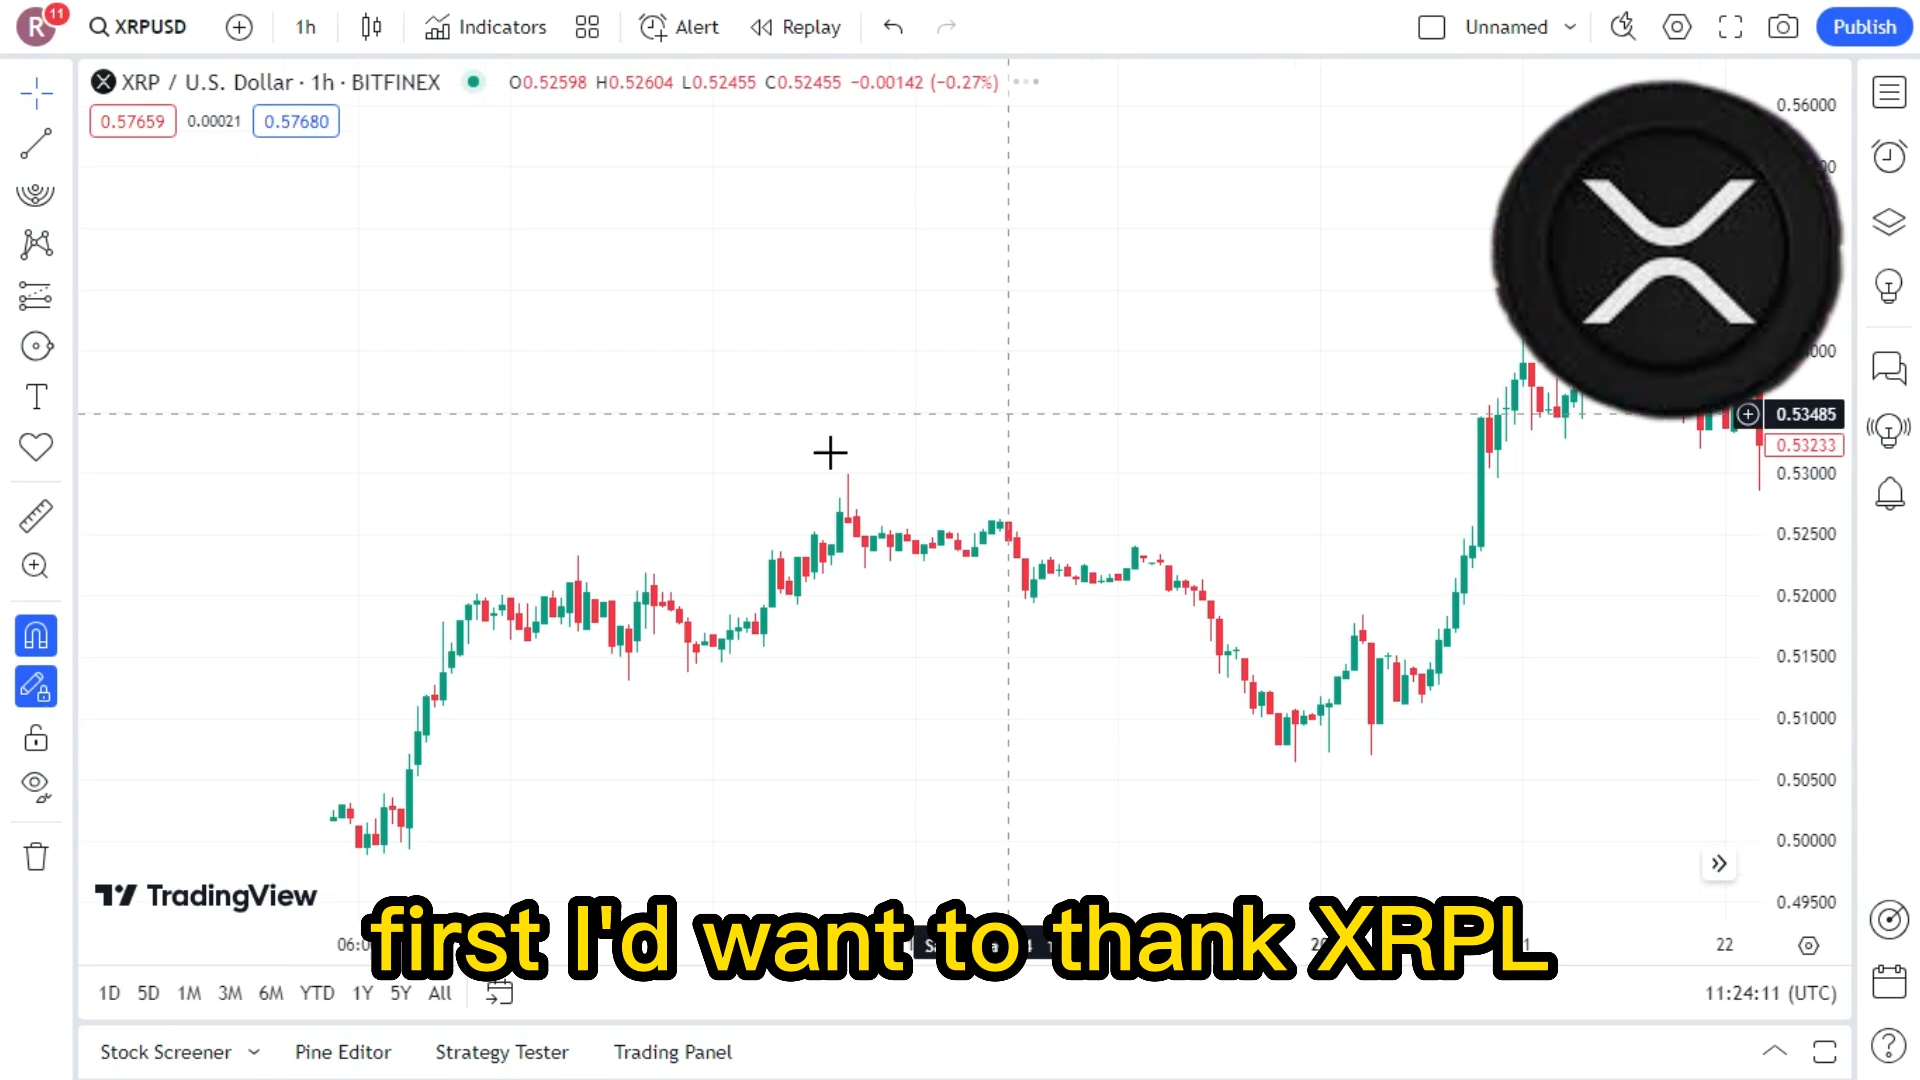 R 11 XRPUSD 1h Indicators Alert Replay Unnamed Publish
XRP / U.S. Dollar · 1h · BITFINEX O0.52598 H0.52604 L0.52455 C0.52455 −0.00142 (−0.27%)
0.57659 0.00021 0.57680
0.56000
0.53485
0.53233
0.53000
0.52500
0.52000
0.51500
0.51000
0.50500
0.50000
0.49500
TradingView
first I'd want to thank XRPL
22
1D 5D 1M 3M 6M YTD 1Y 5Y All 11:24:11 (UTC)
Stock Screener Pine Editor Strategy Tester Trading Panel